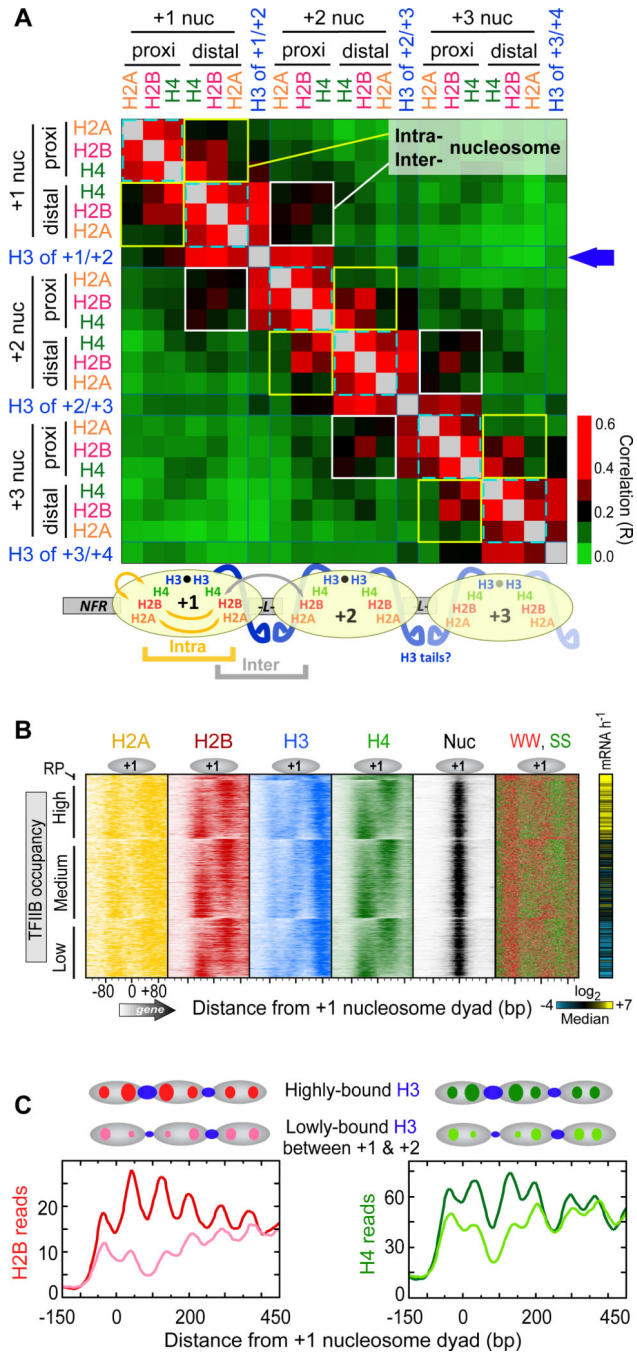 A
+1 nuc
+2 nuc
+3 nuc
proxi distal
proxi distal
proxi distal
H2A
H2B
H4
H4
H2B
H2A
H3 of +1/+2
H2A
H2B
H4
H4
H2B
H2A
H3 of +2/+3
H2A
H2B
H4
H4
H2B
H2A
H3 of +3/+4
+1 nuc
proxi
H2A
H2B
H4
distal
H4
H2B
H2A
H3 of +1/+2
+2 nuc
proxi
H2A
H2B
H4
distal
H4
H2B
H2A
H3 of +2/+3
+3 nuc
proxi
H2A
H2B
H4
distal
H4
H2B
H2A
H3 of +3/+4
Intra-
Inter-
nucleosome
0.6
0.4
0.2
0.0
Correlation (R)
NFR
H3 H3
H4 H4
H2B +1 H2B
H2A H2A
-L-
H3 H3
H4 H4
H2B H2B
H2A +2 H2A
L-
H3 H3
H4 H4
H2B H2B
H2A +3 H2A
Intra
Inter
H3 tails?
B
H2A H2B H3 H4 Nuc WW, SS
RP
+1 +1 +1 +1 +1 +1
mRNA h-1
TFIIB occupancy
High
Medium
Low
-80 0 +80
gene
Distance from +1 nucleosome dyad (bp)
log2
-4 +7
Median
C
Highly-bound H3
Lowly-bound H3
between +1 & +2
H2B reads
20
10
0
-150 0 200 450
H4 reads
60
30
0
-150 0 200 450
Distance from +1 nucleosome dyad (bp)